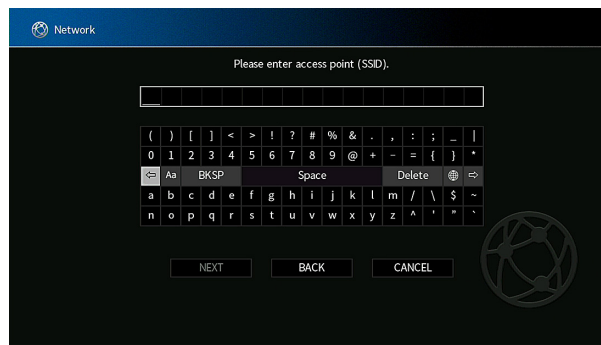 Network
Please enter access point (SSID).
( ) [ ] < > ! ? # % & . , : ; _ |
0 1 2 3 4 5 6 7 8 9 @ + - = { } *
⇦ Aa BKSP Space Delete 🌐 ⇨
a b c d e f g h i j k l m / \ $ ~
n o p q r s t u v w x y z ^ ' " `
NEXT BACK CANCEL